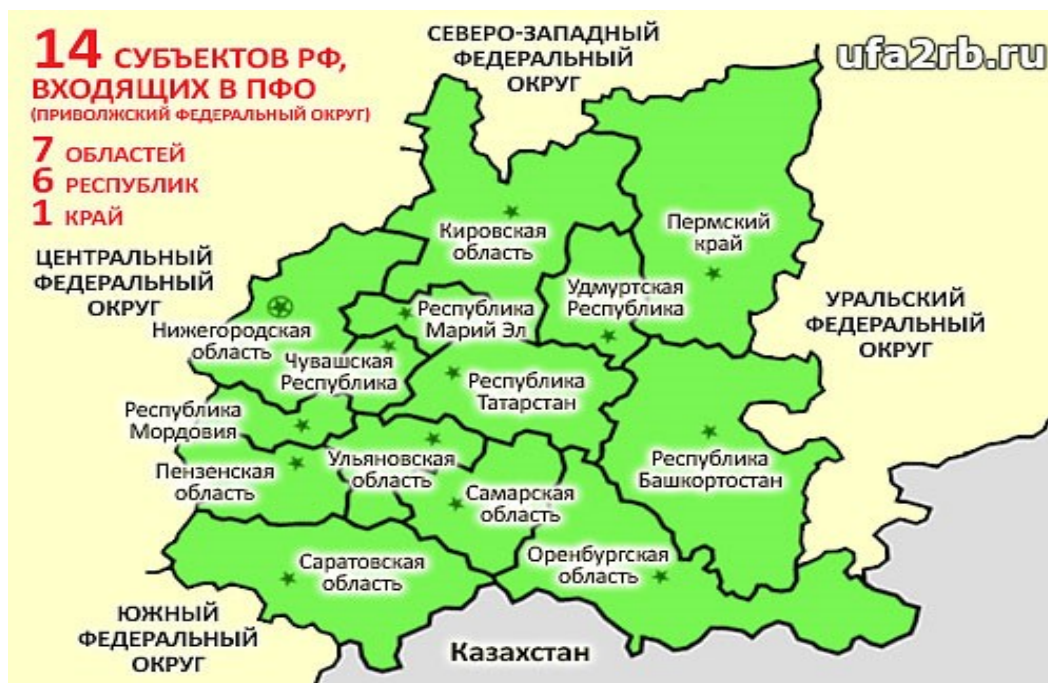 14 СУБЪЕКТОВ РФ,
ВХОДЯЩИХ В ПФО
(ПРИВОЛЖСКИЙ ФЕДЕРАЛЬНЫЙ ОКРУГ)
7 ОБЛАСТЕЙ
6 РЕСПУБЛИК
1 КРАЙ
СЕВЕРО-ЗАПАДНЫЙ
ФЕДЕРАЛЬНЫЙ
ОКРУГ
ufa2rb.ru
Кировская
область
Пермский
край
ЦЕНТРАЛЬНЫЙ
ФЕДЕРАЛЬНЫЙ
ОКРУГ
Удмуртская
Республика
УРАЛЬСКИЙ
ФЕДЕРАЛЬНЫЙ
ОКРУГ
Республика
Марий Эл
Нижегородская
область
Чувашская
Республика
Республика
Татарстан
Республика
Мордовия
Пензенская
область
Ульяновская
область
Республика
Башкортостан
Самарская
область
Саратовская
область
Оренбургская
область
ЮЖНЫЙ
ФЕДЕРАЛЬНЫЙ
ОКРУГ
Казахстан